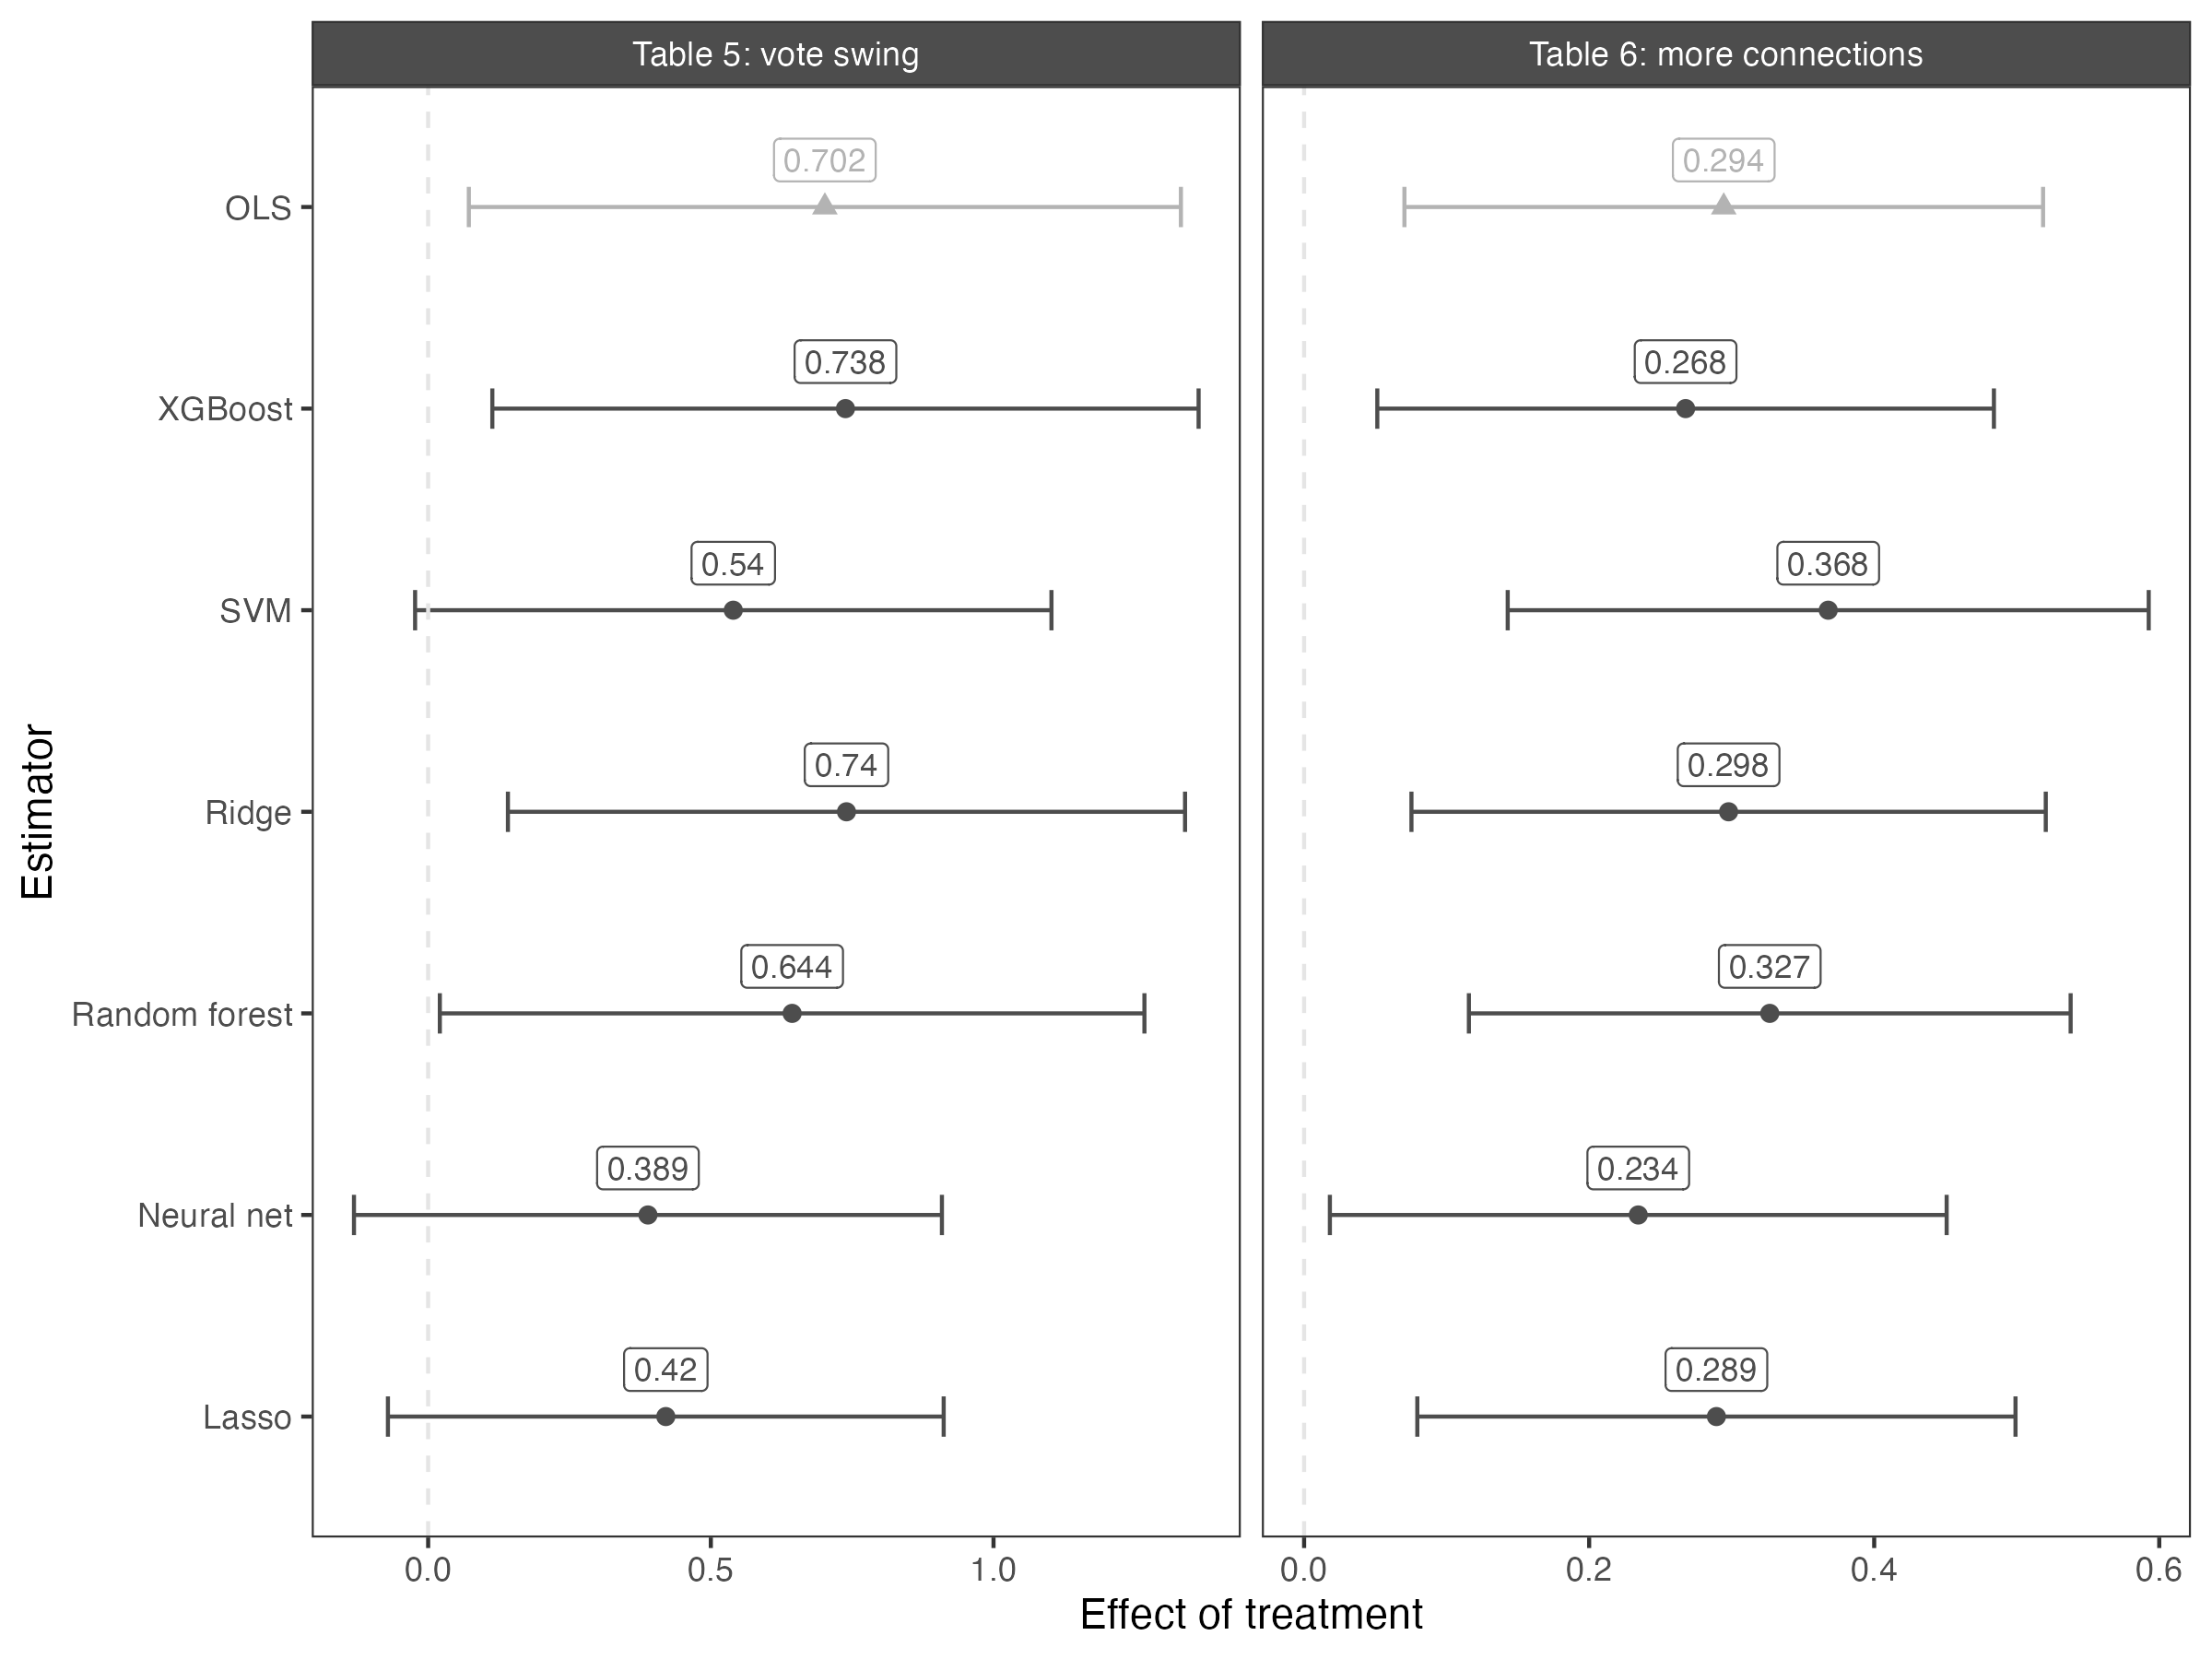 Table 5: vote swing
Table 6: more connections
Estimator
OLS
0.702
0.294
XGBoost
0.738
0.268
SVM
0.54
0.368
Ridge
0.74
0.298
Random forest
0.644
0.327
Neural net
0.389
0.234
Lasso
0.42
0.289
0.0 0.5 1.0
0.0 0.2 0.4 0.6
Effect of treatment